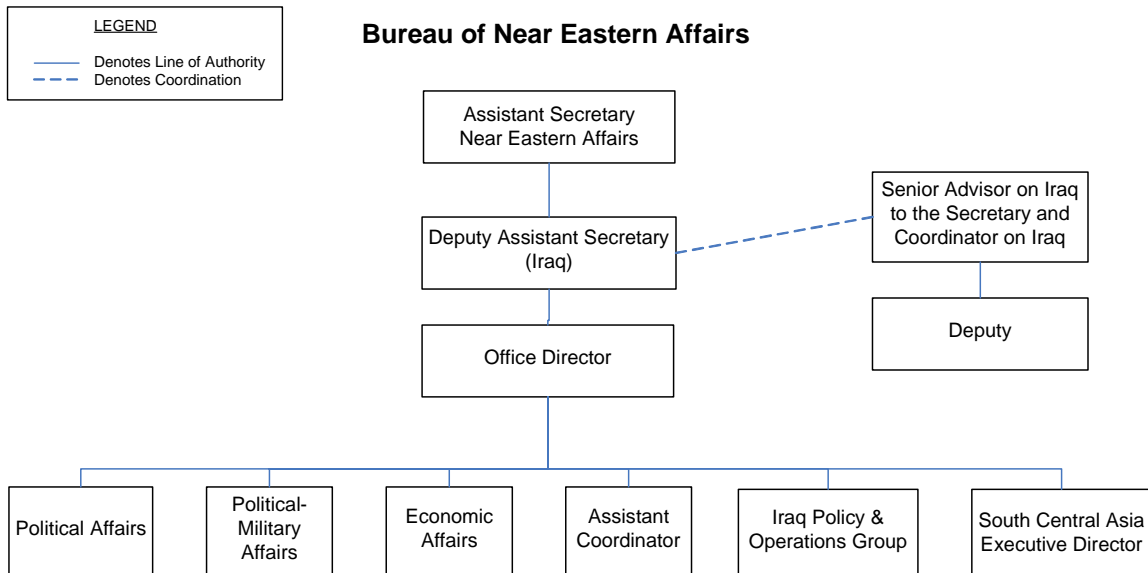 LEGEND
Denotes Line of Authority
Denotes Coordination
Bureau of Near Eastern Affairs
Assistant Secretary
Near Eastern Affairs
Senior Advisor on Iraq
to the Secretary and
Coordinator on Iraq
Deputy Assistant Secretary
(Iraq)
Deputy
Office Director
Political Affairs
Political-
Military
Affairs
Economic
Affairs
Assistant
Coordinator
Iraq Policy &
Operations Group
South Central Asia
Executive Director